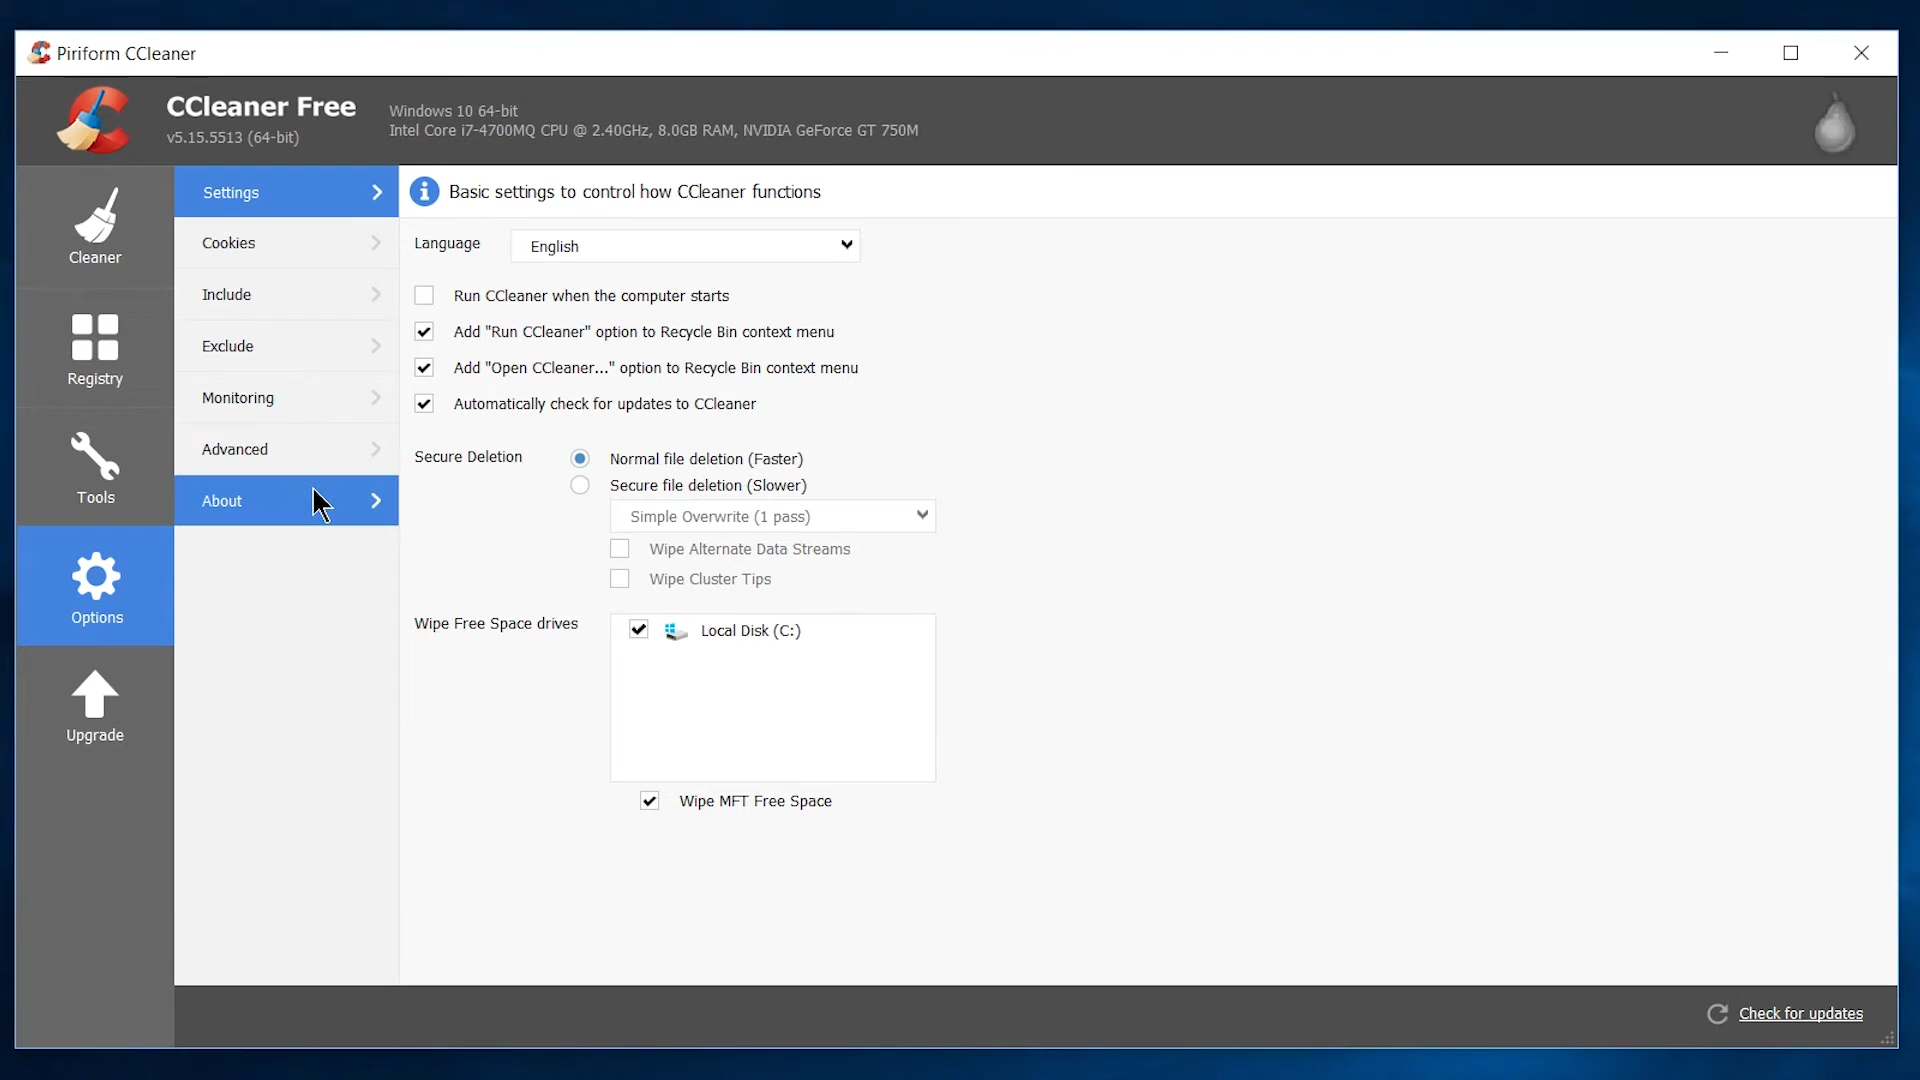 Piriform CCleaner
CCleaner Free
v5.15.5513 (64-bit)
Windows 10 64-bit
Intel Core i7-4700MQ CPU @ 2.40GHz, 8.0GB RAM, NVIDIA GeForce GT 750M
Cleaner
Registry
Tools
Options
Upgrade
Settings
Cookies
Include
Exclude
Monitoring
Advanced
About
Basic settings to control how CCleaner functions
Language
English
Run CCleaner when the computer starts
Add "Run CCleaner" option to Recycle Bin context menu
Add "Open CCleaner..." option to Recycle Bin context menu
Automatically check for updates to CCleaner
Secure Deletion
Normal file deletion (Faster)
Secure file deletion (Slower)
Simple Overwrite (1 pass)
Wipe Alternate Data Streams
Wipe Cluster Tips
Wipe Free Space drives
Local Disk (C:)
Wipe MFT Free Space
Check for updates